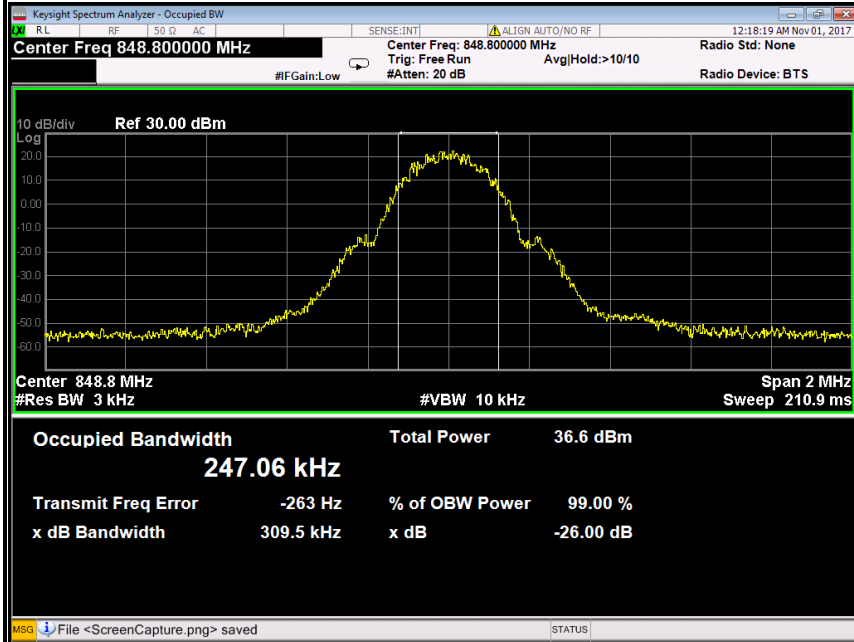 Keysight Spectrum Analyzer - Occupied BW
LXI RL RF 50 Ω AC SENSE:INT ALIGN AUTO/NO RF 12:18:19 AM Nov 01, 2017
Center Freq 848.800000 MHz
Center Freq: 848.800000 MHz
Radio Std: None
Trig: Free Run Avg|Hold:>10/10
#IFGain:Low #Atten: 20 dB Radio Device: BTS
10 dB/div Ref 30.00 dBm
Log
20.0
10.0
0.00
-10.0
-20.0
-30.0
-40.0
-50.0
-60.0
Center 848.8 MHz Span 2 MHz
#Res BW 3 kHz #VBW 10 kHz Sweep 210.9 ms
Occupied Bandwidth Total Power 36.6 dBm
247.06 kHz
Transmit Freq Error -263 Hz % of OBW Power 99.00 %
x dB Bandwidth 309.5 kHz x dB -26.00 dB
MSG File <ScreenCapture.png> saved STATUS